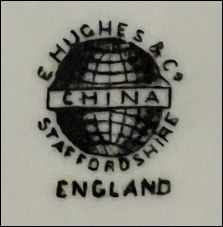 E. HUGHES & Co
CHINA
STAFFORDSHIRE
ENGLAND